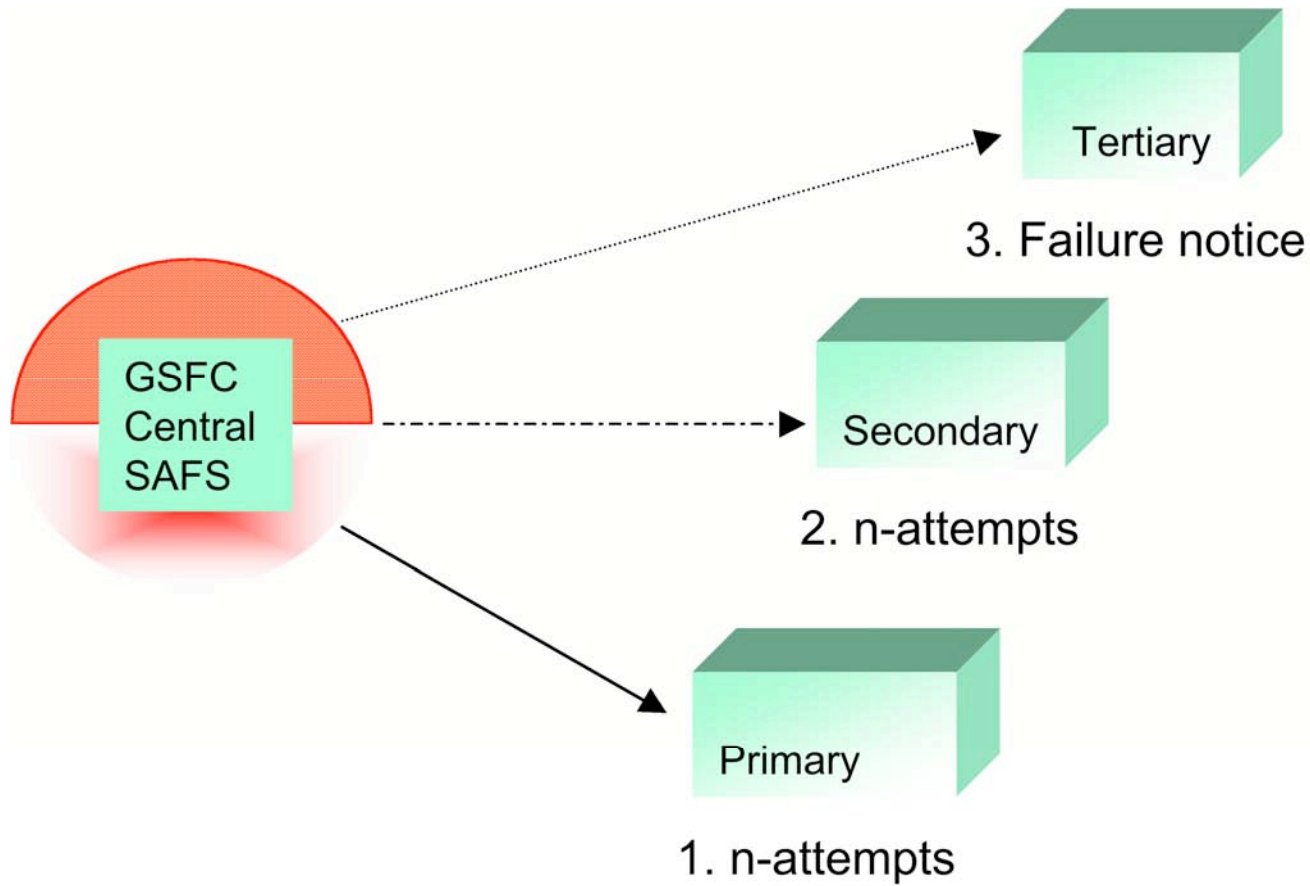 Tertiary
3. Failure notice
GSFC
Central
SAFS
Secondary
2. n-attempts
Primary
1. n-attempts